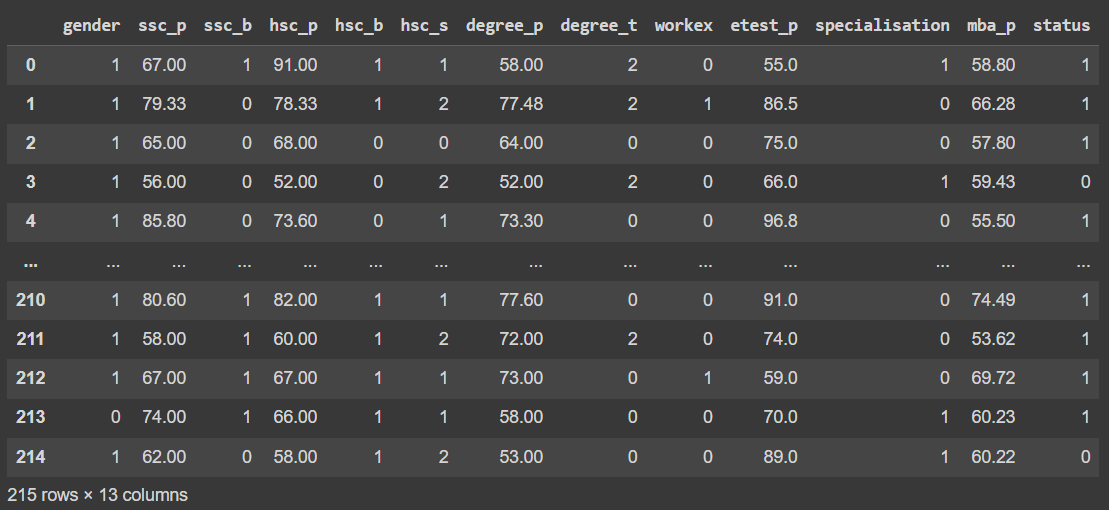 gender ssc_p ssc_b hsc_p hsc_b hsc_s degree_p degree_t workex etest_p specialisation mba_p status
0 1 67.00 1 91.00 1 1 58.00 2 0 55.0 1 58.80 1
1 1 79.33 0 78.33 1 2 77.48 2 1 86.5 0 66.28 1
2 1 65.00 0 68.00 0 0 64.00 0 0 75.0 0 57.80 1
3 1 56.00 0 52.00 0 2 52.00 2 0 66.0 1 59.43 0
4 1 85.80 0 73.60 0 1 73.30 0 0 96.8 0 55.50 1
... ... ... ... ... ... ... ... ... ... ... ... ... ...
210 1 80.60 1 82.00 1 1 77.60 0 0 91.0 0 74.49 1
211 1 58.00 1 60.00 1 2 72.00 2 0 74.0 0 53.62 1
212 1 67.00 1 67.00 1 1 73.00 0 1 59.0 0 69.72 1
213 0 74.00 1 66.00 1 1 58.00 0 0 70.0 1 60.23 1
214 1 62.00 0 58.00 1 2 53.00 0 0 89.0 1 60.22 0
215 rows × 13 columns